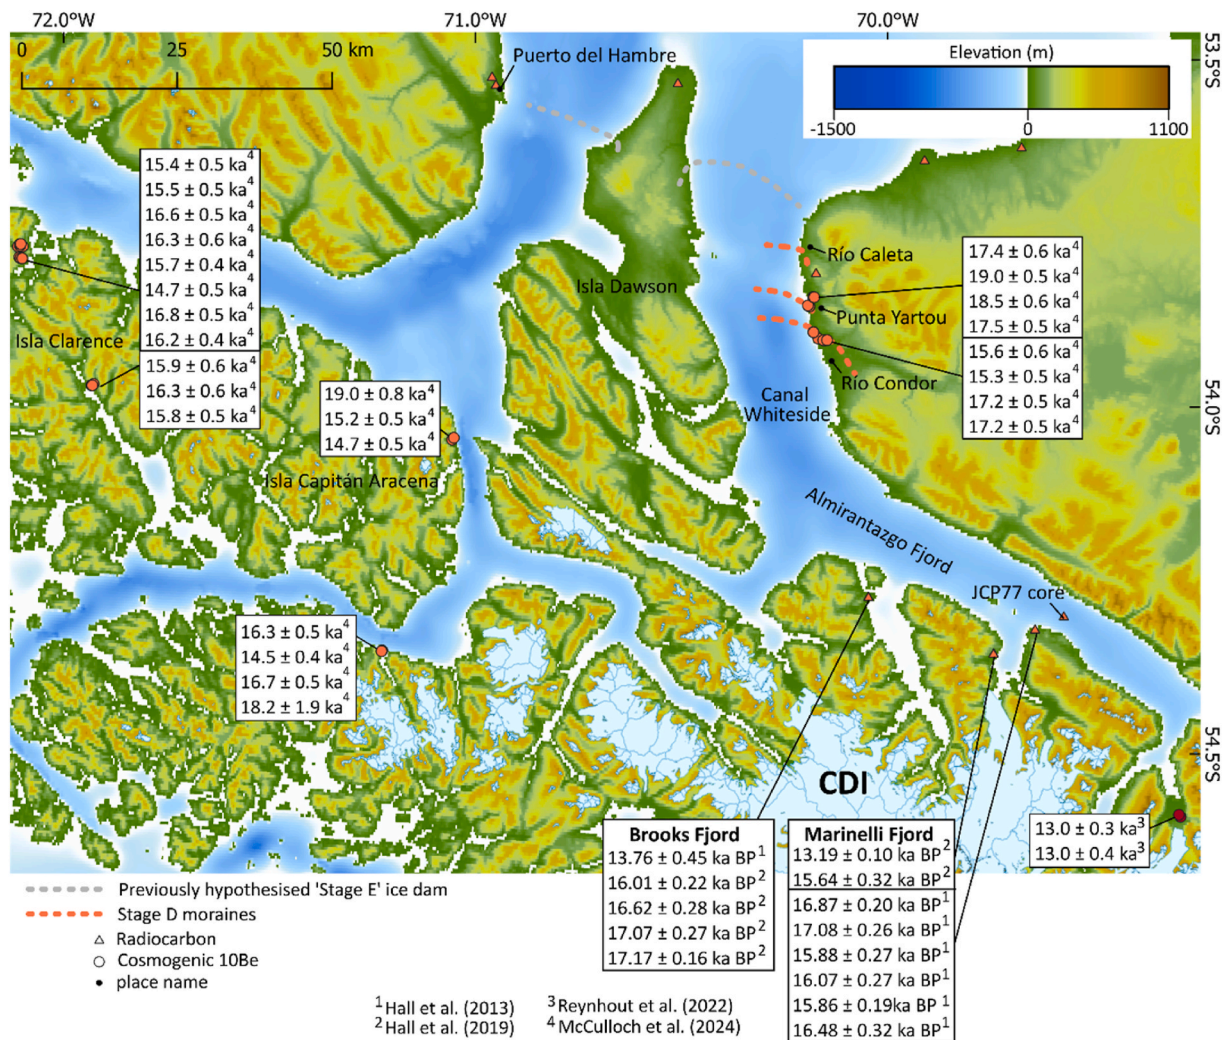 72.0°W
71.0°W
70.0°W
0
25
50 km
Elevation (m)
-1500
0
1100
53.5°S
54.0°S
54.5°S
Puerto del Hambre
15.4 ± 0.5 ka4
15.5 ± 0.5 ka4
16.6 ± 0.5 ka4
16.3 ± 0.6 ka4
15.7 ± 0.4 ka4
14.7 ± 0.5 ka4
16.8 ± 0.5 ka4
16.2 ± 0.4 ka4
15.9 ± 0.6 ka4
16.3 ± 0.6 ka4
15.8 ± 0.5 ka4
Isla Clarence
Isla Dawson
Río Caleta
Punta Yartou
Río Condor
17.4 ± 0.6 ka4
19.0 ± 0.5 ka4
18.5 ± 0.6 ka4
17.5 ± 0.5 ka4
15.6 ± 0.6 ka4
15.3 ± 0.5 ka4
17.2 ± 0.5 ka4
17.2 ± 0.5 ka4
19.0 ± 0.8 ka4
15.2 ± 0.5 ka4
14.7 ± 0.5 ka4
Canal
Whiteside
Isla Capitán Aracena
Almirantazgo Fjord
JCP77 core
16.3 ± 0.5 ka4
14.5 ± 0.4 ka4
16.7 ± 0.5 ka4
18.2 ± 1.9 ka4
CDI
13.0 ± 0.3 ka3
13.0 ± 0.4 ka3
Brooks Fjord
13.76 ± 0.45 ka BP1
16.01 ± 0.22 ka BP2
16.62 ± 0.28 ka BP2
17.07 ± 0.27 ka BP2
17.17 ± 0.16 ka BP2
Marinelli Fjord
13.19 ± 0.10 ka BP2
15.64 ± 0.32 ka BP2
16.87 ± 0.20 ka BP1
17.08 ± 0.26 ka BP1
15.88 ± 0.27 ka BP1
16.07 ± 0.27 ka BP1
15.86 ± 0.19ka BP 1
16.48 ± 0.32 ka BP1
Previously hypothesised 'Stage E' ice dam
Stage D moraines
Radiocarbon
Cosmogenic 10Be
place name
1Hall et al. (2013)
2Hall et al. (2019)
3Reynhout et al. (2022)
4McCulloch et al. (2024)